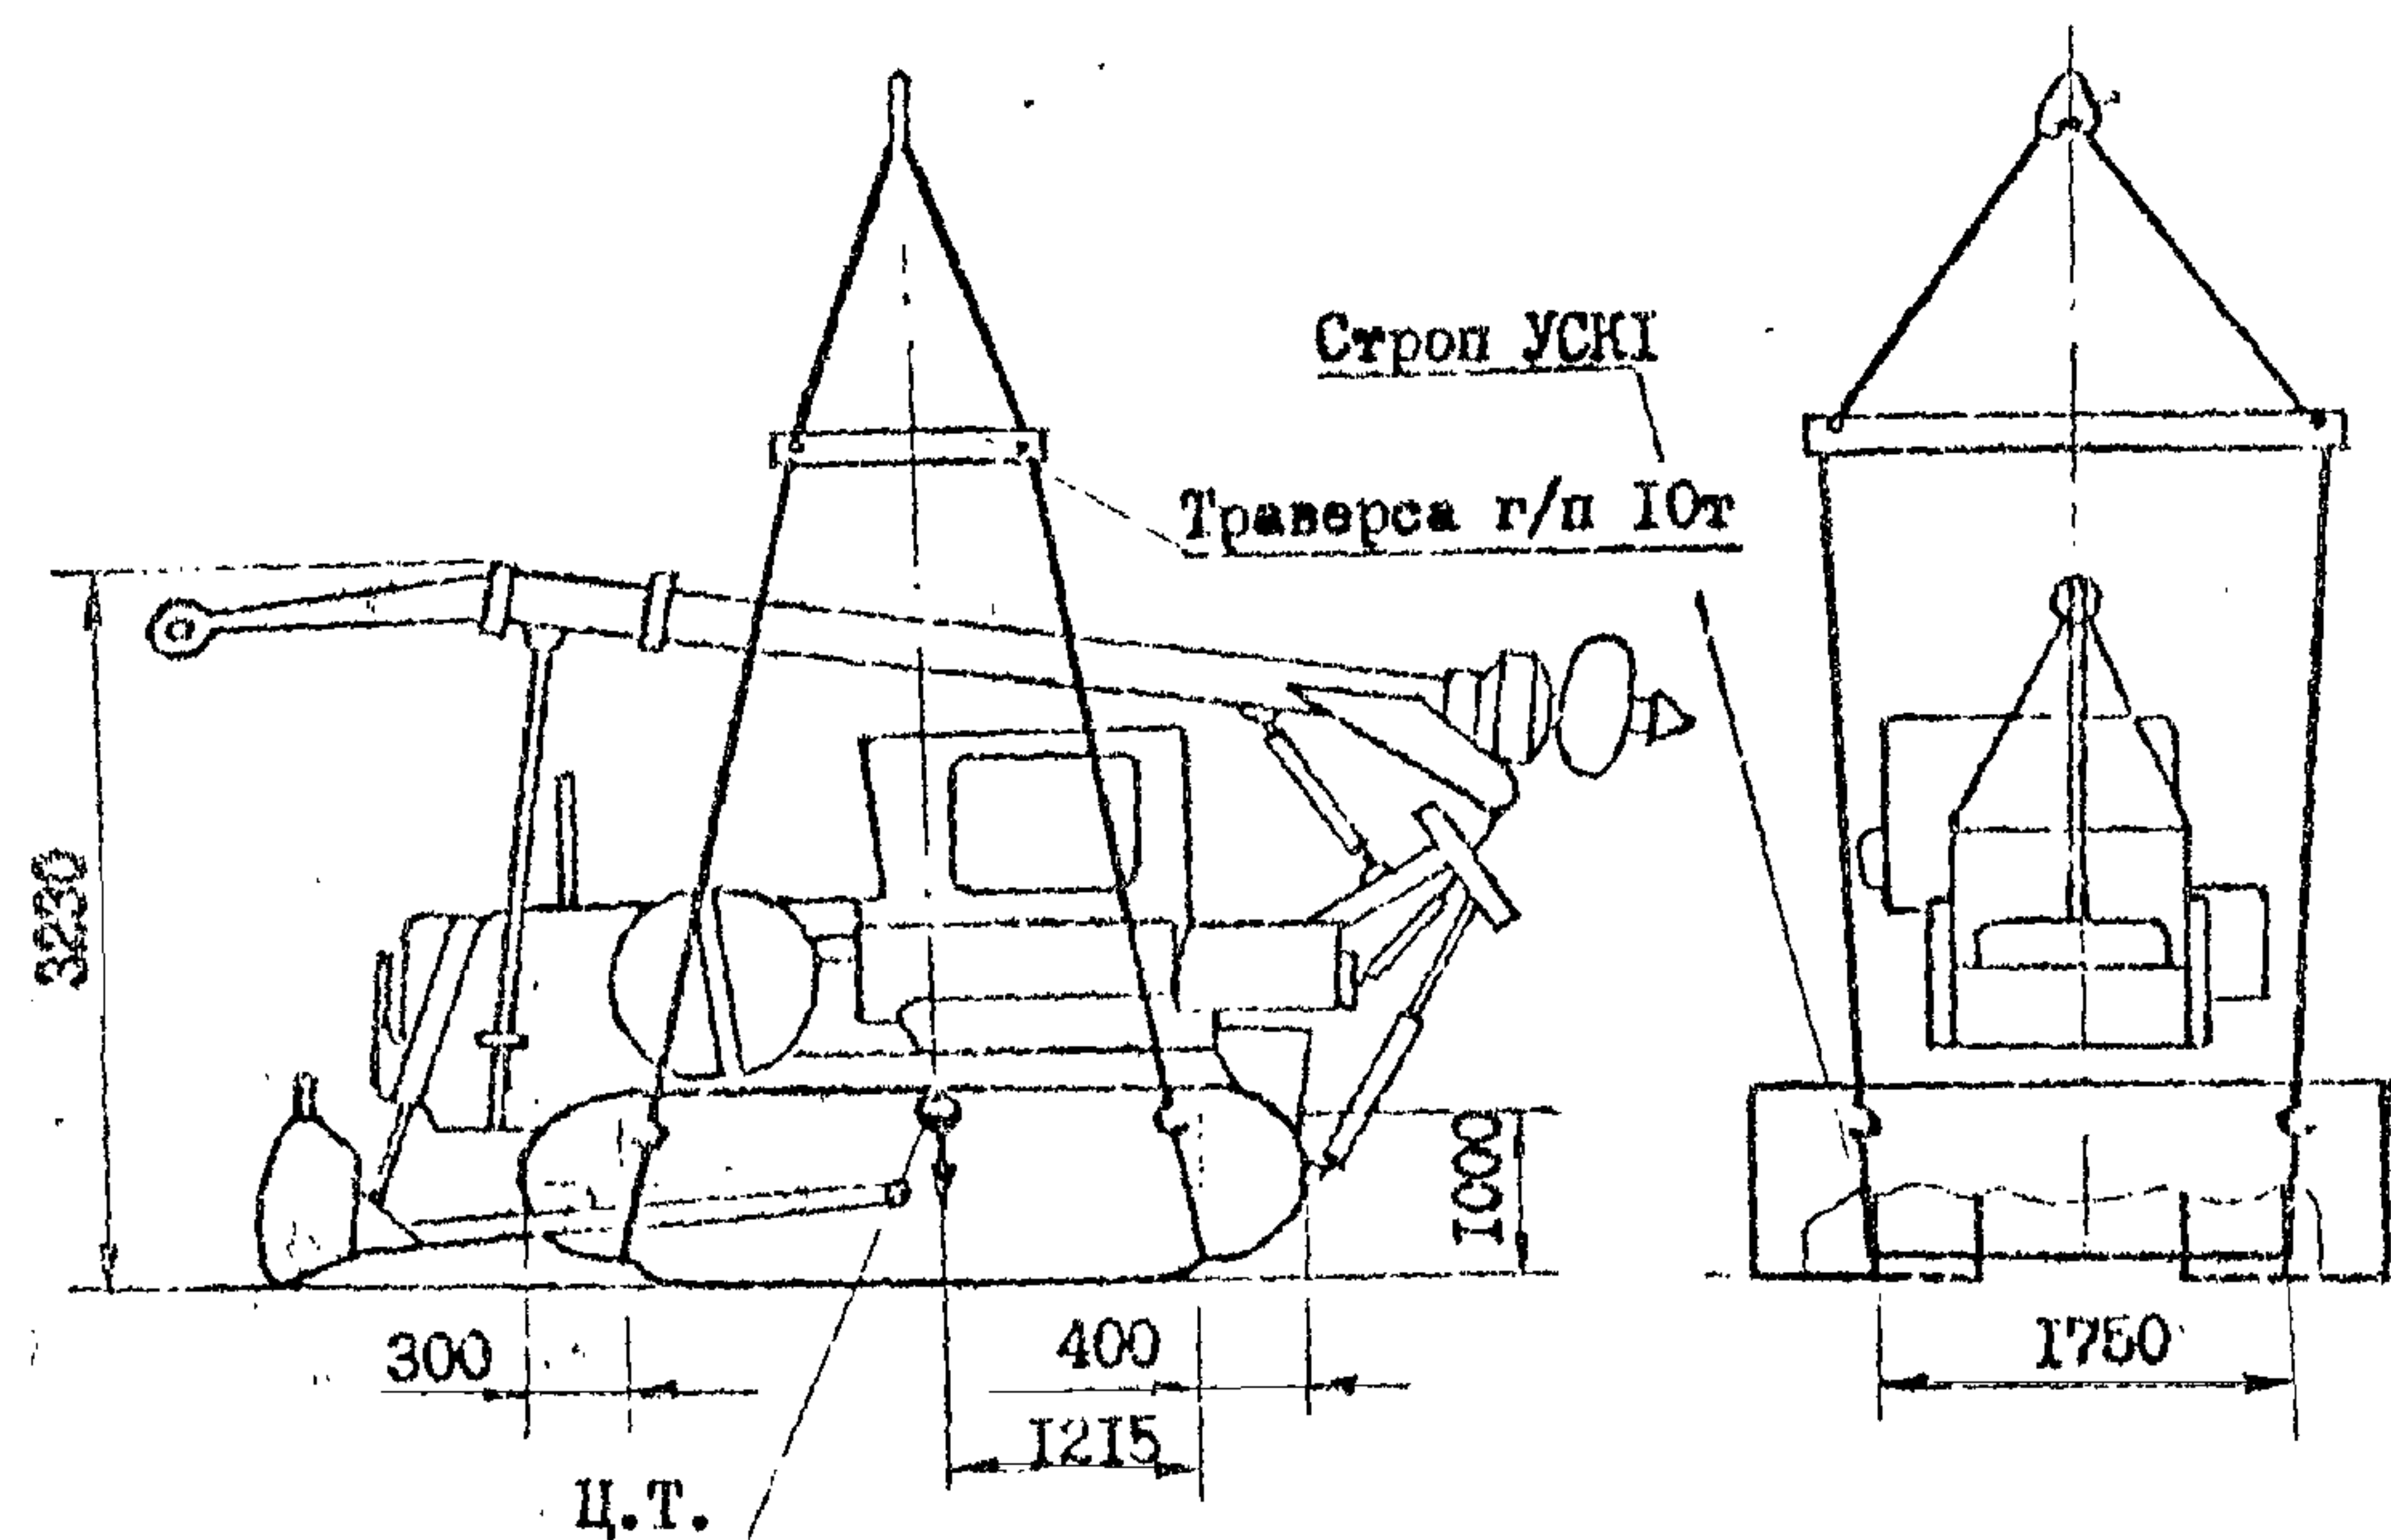 Строп УСК1
Траверса г/п 10т
3230
1000
300
400
1750
1215
Ц.Т.